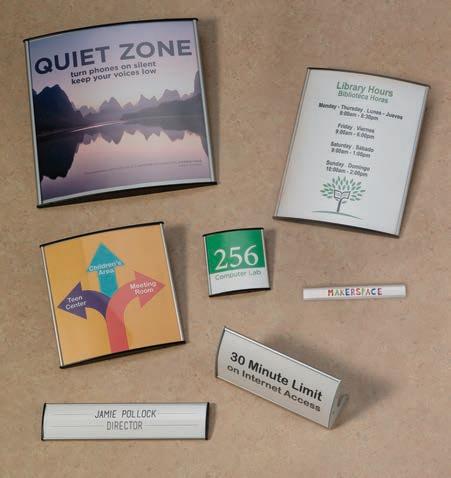 QUIET ZONE
turn phones on silent
keep your voices low
Library Hours
Biblioteca Horas
Monday - Thursday . Lunes - Jueves
8:00am - 6:30pm
Friday . Viernes
9:00am - 6:00pm
Saturday . Sábado
9:00am - 1:00pm
Sunday . Domingo
10:00am - 2:00pm
Children's
Area
Teen
Center
Meeting
Room
256
Computer Lab
MAKERSPACE
30 Minute Limit
on Internet Access
JAMIE POLLOCK
DIRECTOR